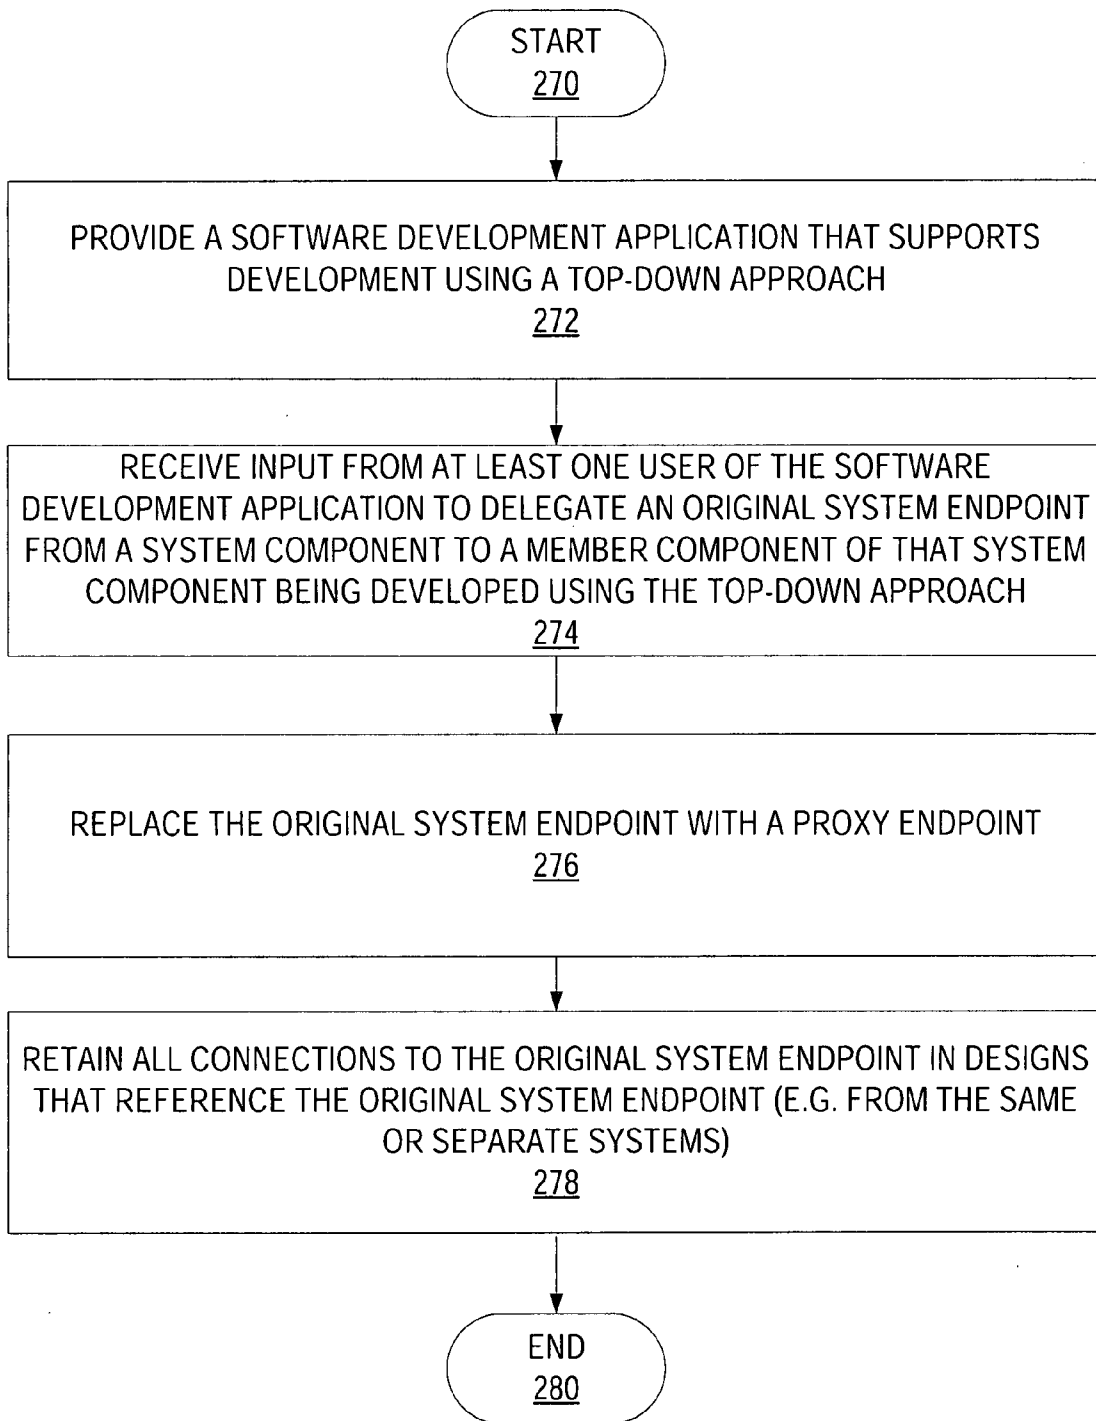 START
270
PROVIDE A SOFTWARE DEVELOPMENT APPLICATION THAT SUPPORTS
DEVELOPMENT USING A TOP-DOWN APPROACH
272
RECEIVE INPUT FROM AT LEAST ONE USER OF THE SOFTWARE
DEVELOPMENT APPLICATION TO DELEGATE AN ORIGINAL SYSTEM ENDPOINT
FROM A SYSTEM COMPONENT TO A MEMBER COMPONENT OF THAT SYSTEM
COMPONENT BEING DEVELOPED USING THE TOP-DOWN APPROACH
274
REPLACE THE ORIGINAL SYSTEM ENDPOINT WITH A PROXY ENDPOINT
276
RETAIN ALL CONNECTIONS TO THE ORIGINAL SYSTEM ENDPOINT IN DESIGNS
THAT REFERENCE THE ORIGINAL SYSTEM ENDPOINT (E.G. FROM THE SAME
OR SEPARATE SYSTEMS)
278
END
280